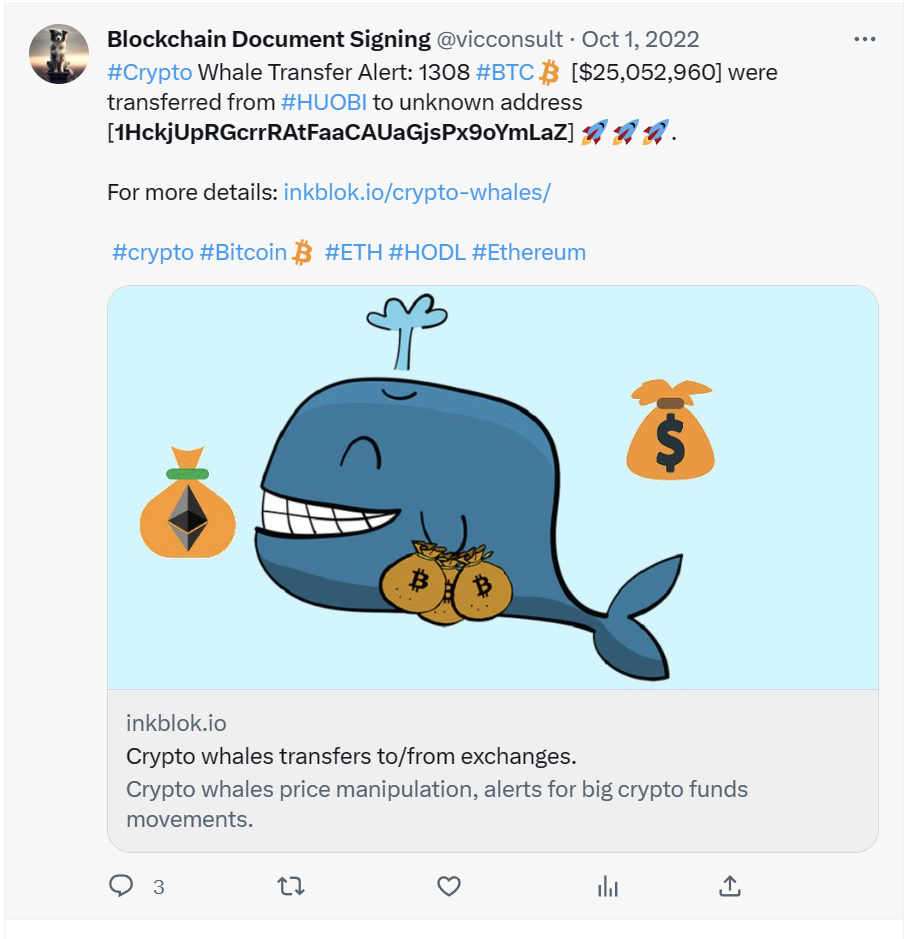 Blockchain Document Signing @vicconsult · Oct 1, 2022
#Crypto Whale Transfer Alert: 1308 #BTC [$25,052,960] were
transferred from #HUOBI to unknown address
[1HckjUpRGcrrRAtFaaCAUaGjsPx9oYmLaZ] 🚀🚀🚀.
For more details: inkblok.io/crypto-whales/
#crypto #Bitcoin #ETH #HODL #Ethereum
$
inkblok.io
Crypto whales transfers to/from exchanges.
Crypto whales price manipulation, alerts for big crypto funds
movements.
3